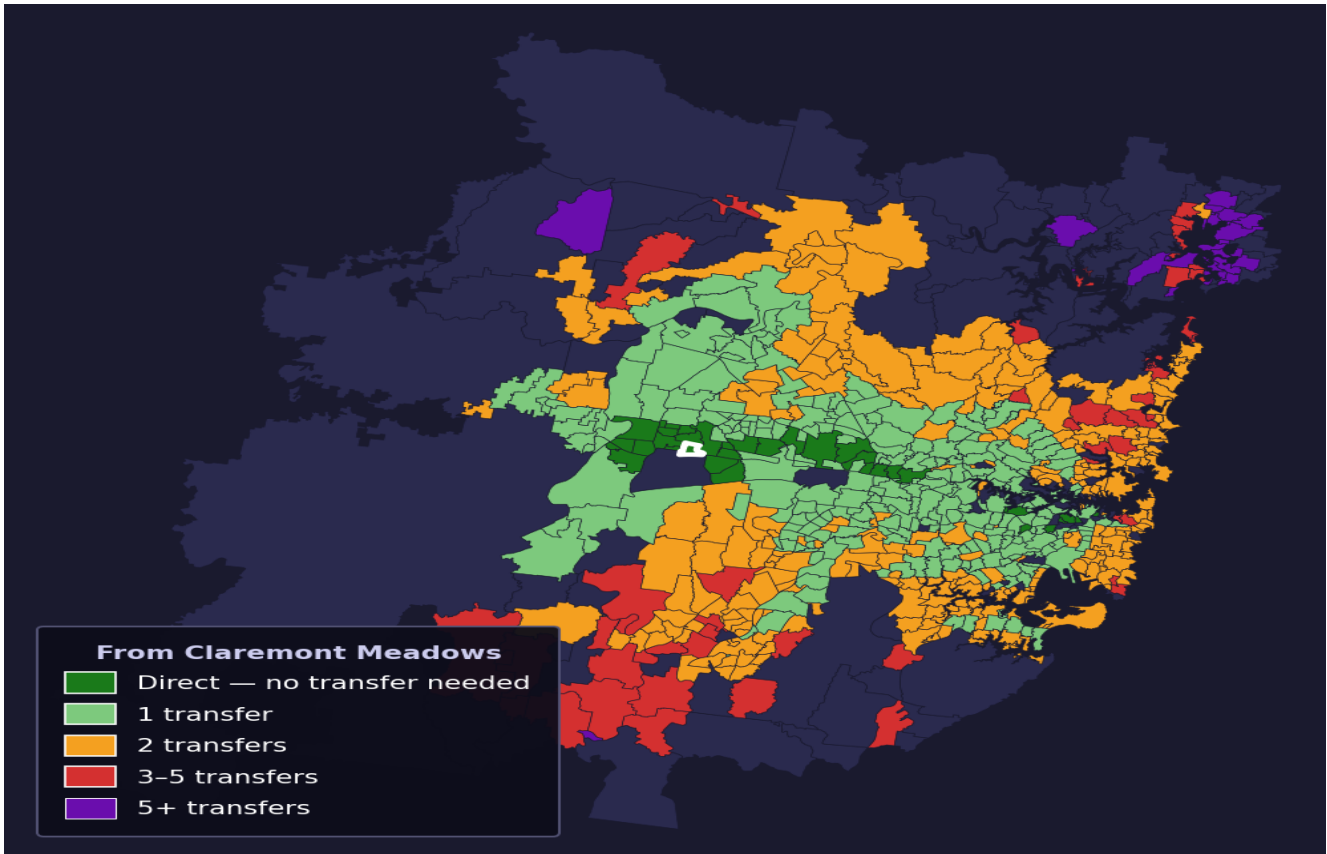 From Claremont Meadows
Direct — no transfer needed
1 transfer
2 transfers
3–5 transfers
5+ transfers